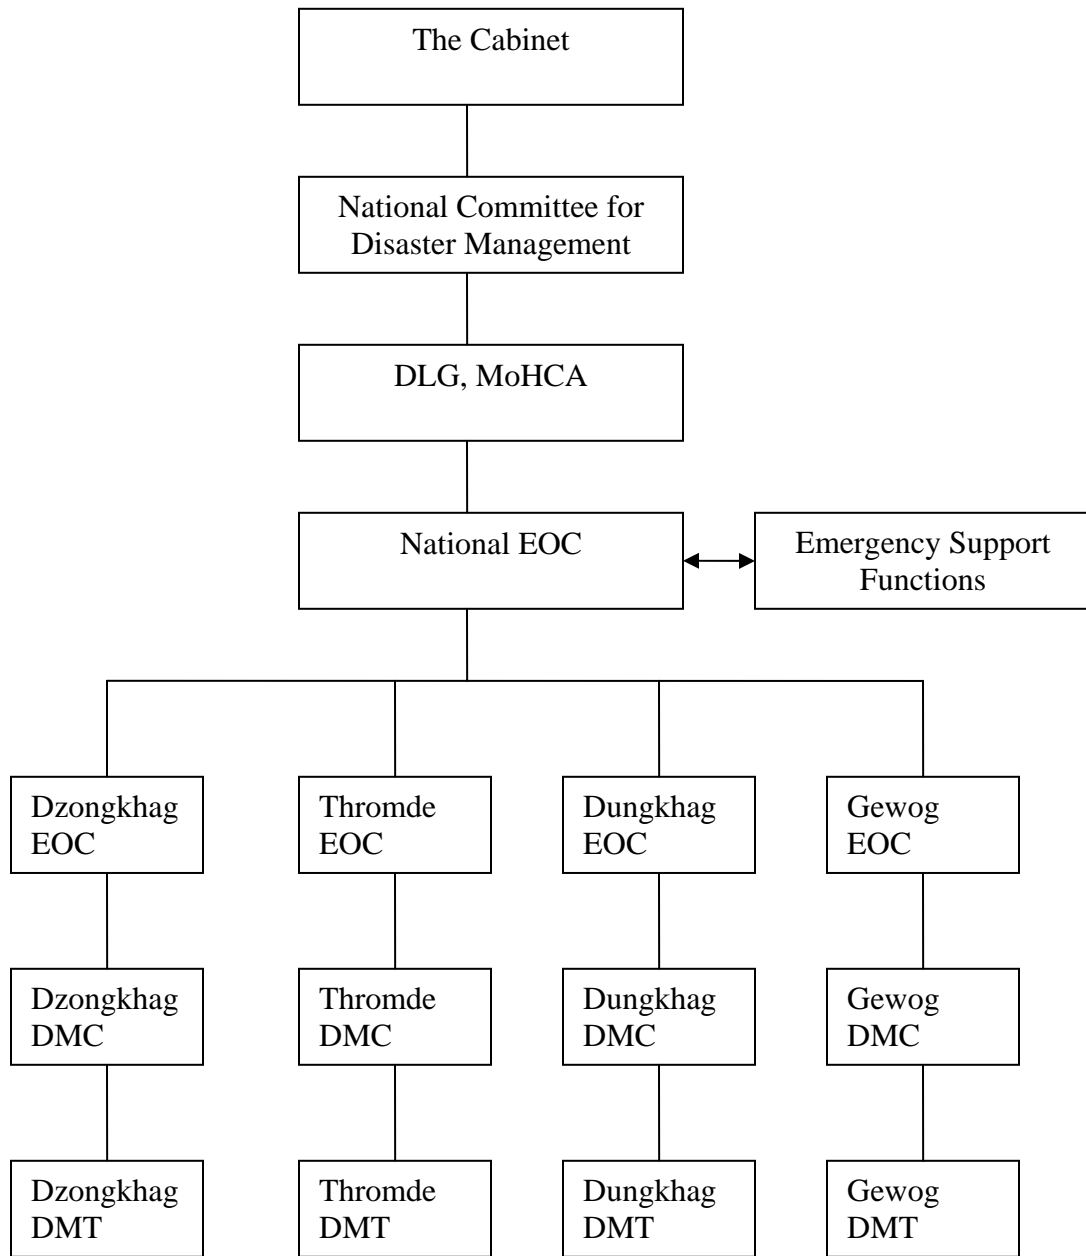 The Cabinet
National Committee for
Disaster Management
DLG, MoHCA
National EOC
Emergency Support
Functions
Dzongkhag
EOC
Thromde
EOC
Dungkhag
EOC
Gewog
EOC
Dzongkhag
DMC
Thromde
DMC
Dungkhag
DMC
Gewog
DMC
Dzongkhag
DMT
Thromde
DMT
Dungkhag
DMT
Gewog
DMT